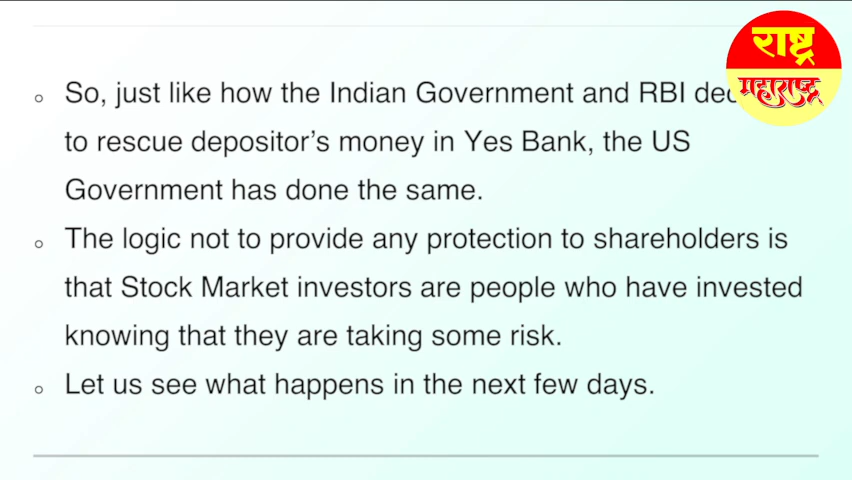 राष्ट्र
महाराष्ट्र
So, just like how the Indian Government and RBI
to rescue depositor’s money in Yes Bank, the US
Government has done the same.
The logic not to provide any protection to shareholders is
that Stock Market investors are people who have invested
knowing that they are taking some risk.
Let us see what happens in the next few days.